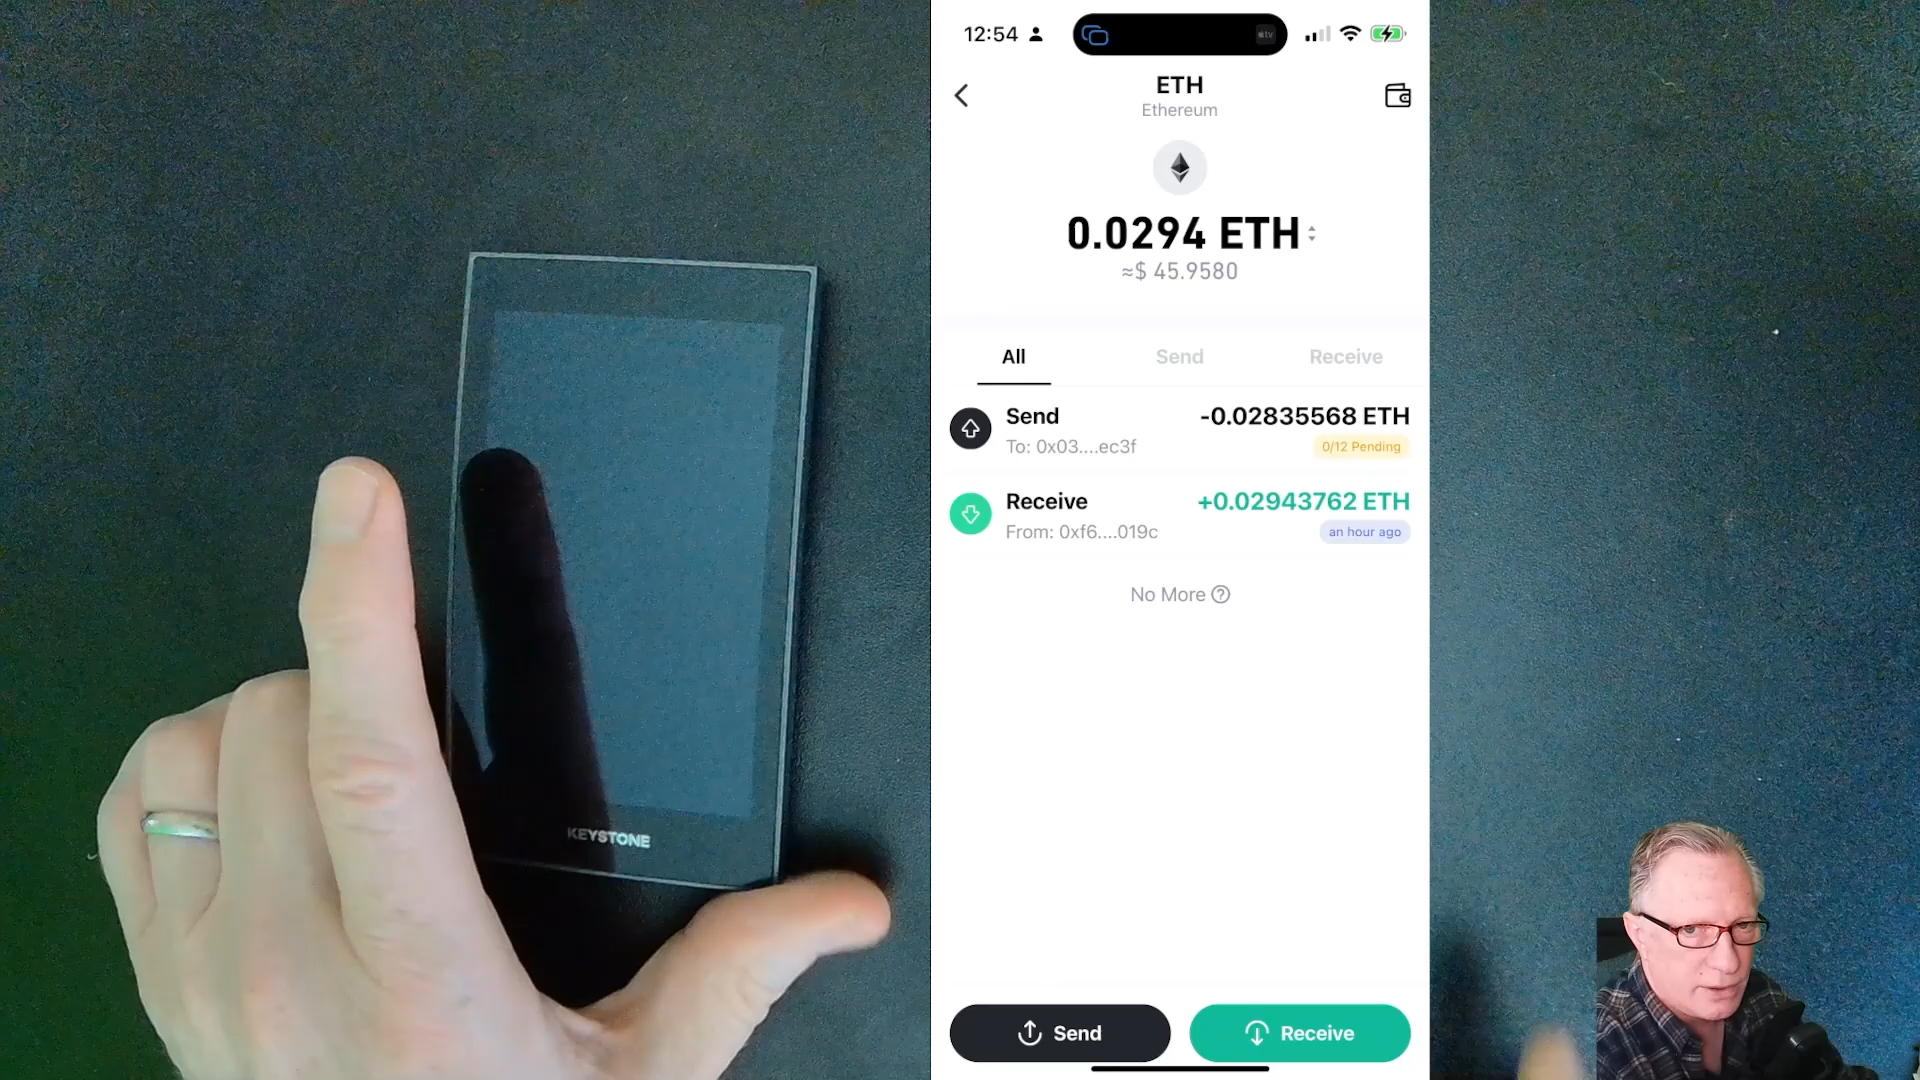 KEYSTONE
12:54
tv
ETH
Ethereum
0.0294 ETH
≈$ 45.9580
All Send Receive
Send -0.02835568 ETH
To: 0x03....ec3f 0/12 Pending
Receive +0.02943762 ETH
From: 0xf6....019c an hour ago
No More ?
Send Receive